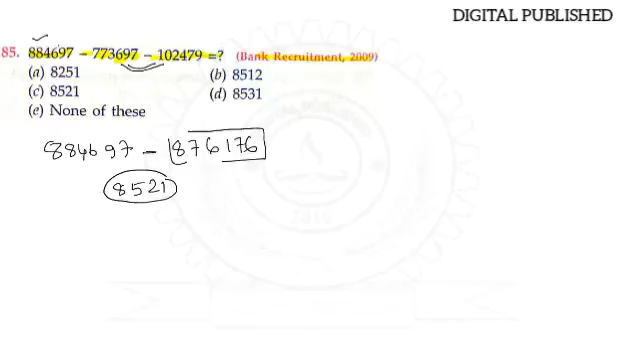 DIGITAL PUBLISHED
85. 884697 – 773697 – 102479 = ? (Bank Recruitment, 2009)
(a) 8251 (b) 8512
(c) 8521 (d) 8531
(e) None of these
884697 – 876176
8521